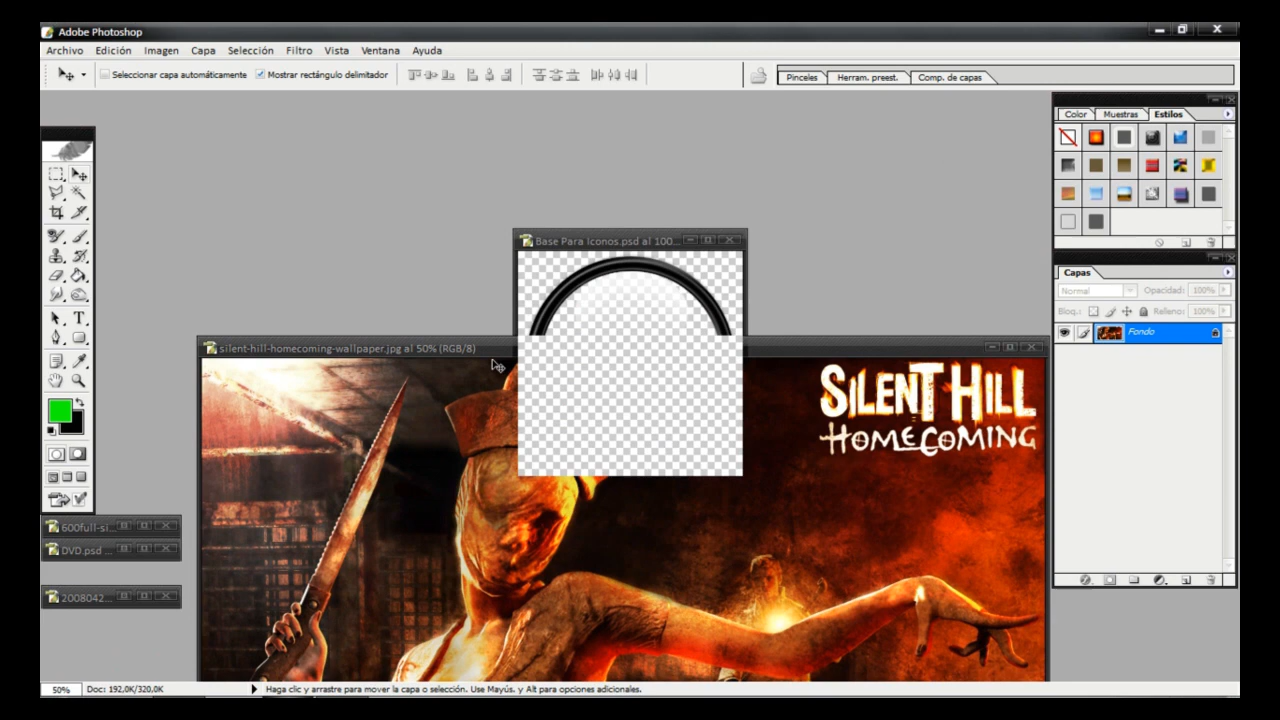 Adobe Photoshop
Archivo Edición Imagen Capa Selección Filtro Vista Ventana Ayuda
Seleccionar capa automáticamente Mostrar rectángulo delimitador Pinceles Herram. preest. Comp. de capas
Color Muestras Estilos
Base Para Iconos.psd al 100...
Capas
Normal Opacidad: 100%
Bloq.: Relleno: 100%
Fondo
silent-hill-homecoming-wallpaper.jpg al 50% (RGB/8)
SILENT HILL
HOMECOMING
T
600full-si...
DVD.psd ...
2008042...
50% Doc: 192,0K/320,0K Haga clic y arrastre para mover la capa o selección. Use Mayús. y Alt para opciones adicionales.